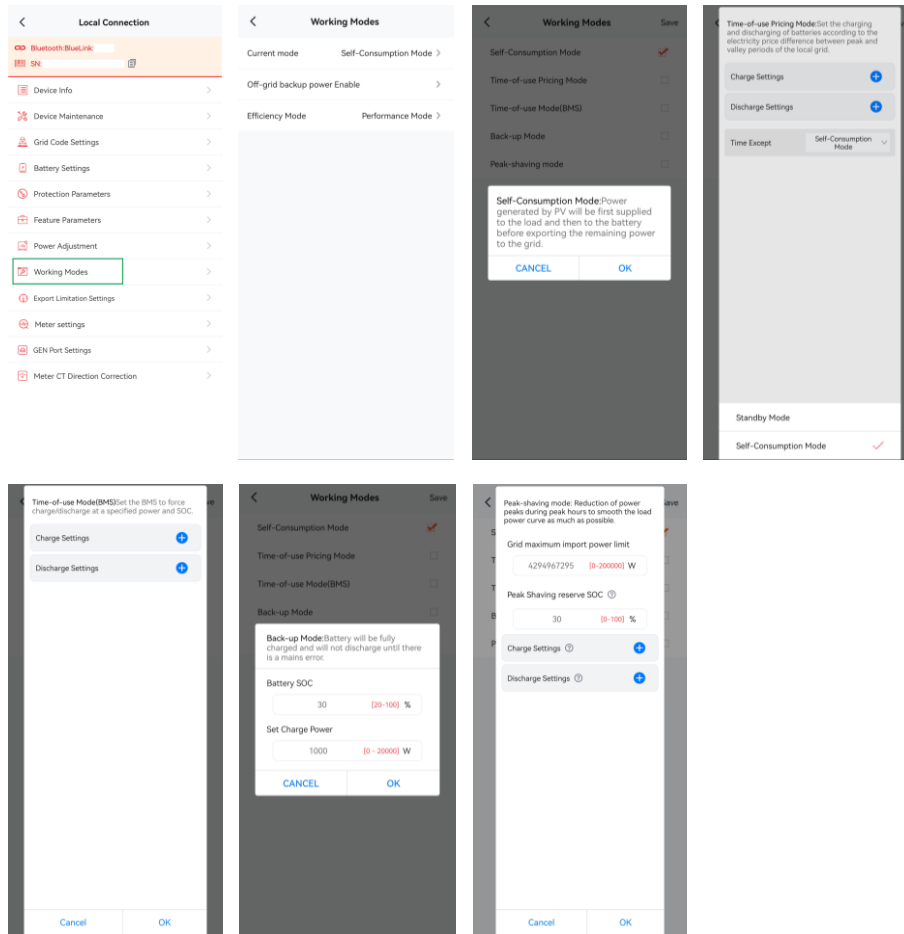 Local Connection
Bluetooth:BlueLink:
SN:
Device Info
Device Maintenance
Grid Code Settings
Battery Settings
Protection Parameters
Feature Parameters
Power Adjustment
Working Modes
Export Limitation Settings
Meter settings
GEN Port Settings
Meter CT Direction Correction
Working Modes
Current mode Self-Consumption Mode
Off-grid backup power Enable
Efficiency Mode Performance Mode
Working Modes Save
Self-Consumption Mode
Time-of-use Pricing Mode
Time-of-use Mode(BMS)
Back-up Mode
Peak-shaving mode
Self-Consumption Mode:Power
generated by PV will be first supplied
to the load and then to the battery
before exporting the remaining power
to the grid.
CANCEL OK
Time-of-use Pricing Mode:Set the charging
and discharging of batteries according to the
electricity price difference between peak and
valley periods of the local grid.
Charge Settings
Discharge Settings
Time Except Self-Consumption
Mode
Standby Mode
Self-Consumption Mode
Time-of-use Mode(BMS)Set the BMS to force
charge/discharge at a specified power and SOC.
Charge Settings
Discharge Settings
Cancel OK
Working Modes Save
Self-Consumption Mode
Time-of-use Pricing Mode
Time-of-use Mode(BMS)
Back-up Mode
Back-up Mode:Battery will be fully
charged and will not discharge until there
is a mains error.
Battery SOC
30 [20-100] %
Set Charge Power
1000 [0 - 20000] W
CANCEL OK
Peak-shaving mode: Reduction of power
peaks during peak hours to smooth the load
power curve as much as possible.
Grid maximum import power limit
4294967295 [0-200000] W
Peak Shaving reserve SOC
30 [0-100] %
Charge Settings
Discharge Settings
Cancel OK